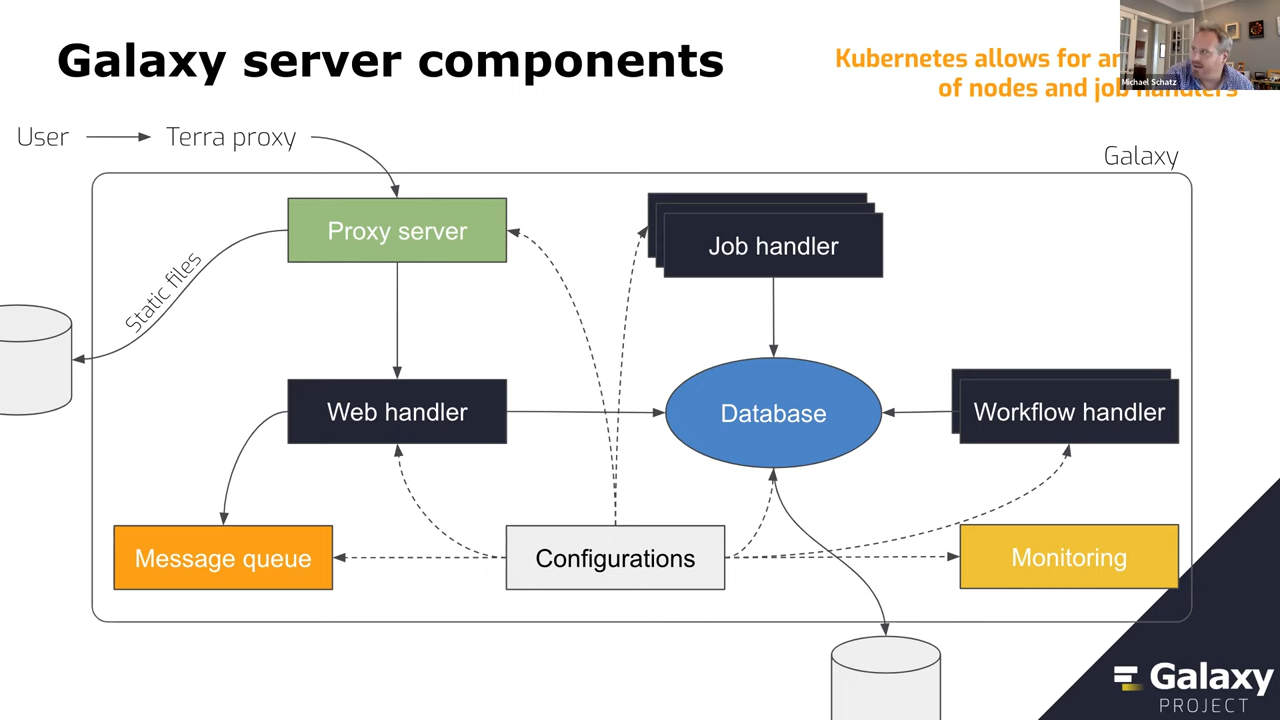 Galaxy server components
Kubernetes allows for an
of nodes and job handlers
Michael Schatz
User
Terra proxy
Galaxy
Proxy server
Job handler
Static files
Web handler
Database
Workflow handler
Message queue
Configurations
Monitoring
Galaxy
PROJECT